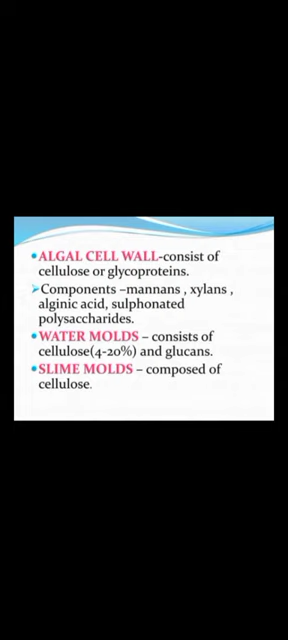 •ALGAL CELL WALL-consist of
cellulose or glycoproteins.
➢Components –mannans , xylans ,
alginic acid, sulphonated
polysaccharides.
•WATER MOLDS – consists of
cellulose(4-20%) and glucans.
•SLIME MOLDS – composed of
cellulose.